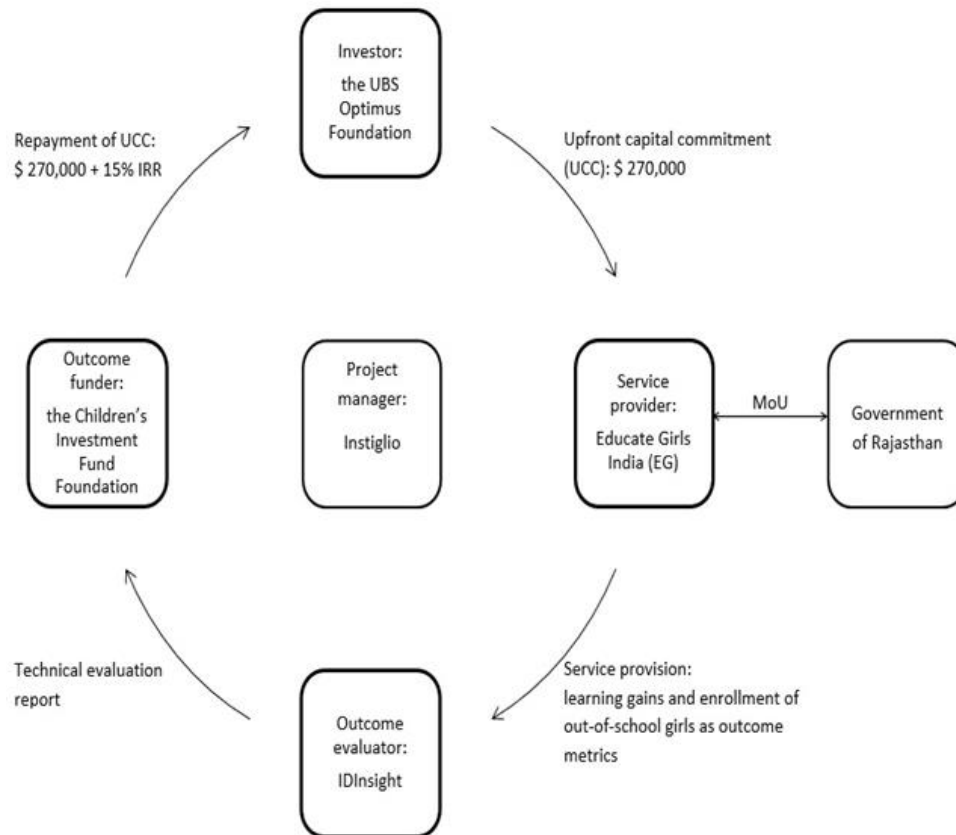 Investor:
the UBS
Optimus
Foundation
Repayment of UCC:
$ 270,000 + 15% IRR
Upfront capital commitment
(UCC): $ 270,000
Outcome
funder:
the Children's
Investment
Fund
Foundation
Project
manager:
Instiglio
Service
provider:
Educate Girls
India (EG)
MoU
Government
of Rajasthan
Technical evaluation
report
Outcome
evaluator:
IDInsight
Service provision:
learning gains and enrollment of
out-of-school girls as outcome
metrics